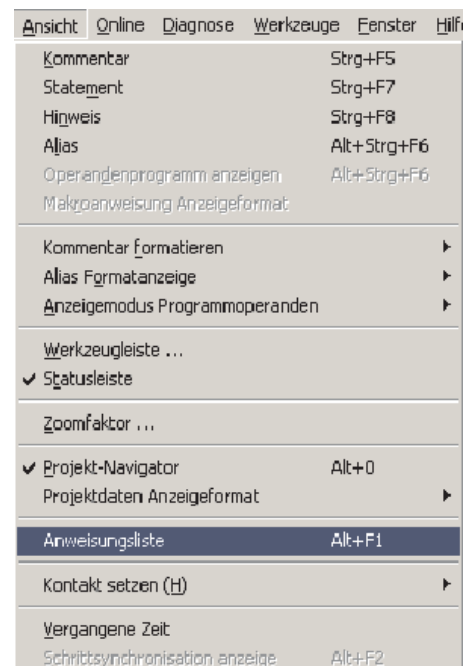 Ansicht Online Diagnose Werkzeuge Fenster Hilf
Kommentar Strg+F5
Statement Strg+F7
Hinweis Strg+F8
Alias Alt+Strg+F6
Operandenprogramm anzeigen Alt+Strg+F6
Makroanweisung Anzeigeformat
Kommentar formatieren
Alias Formatanzeige
Anzeigemodus Programmoperanden
Werkzeugleiste ...
Statusleiste
Zoomfaktor ...
Projekt-Navigator Alt+0
Projektdaten Anzeigeformat
Anweisungsliste Alt+F1
Kontakt setzen (H)
Vergangene Zeit
Schrittsynchronisation anzeige Alt+F2